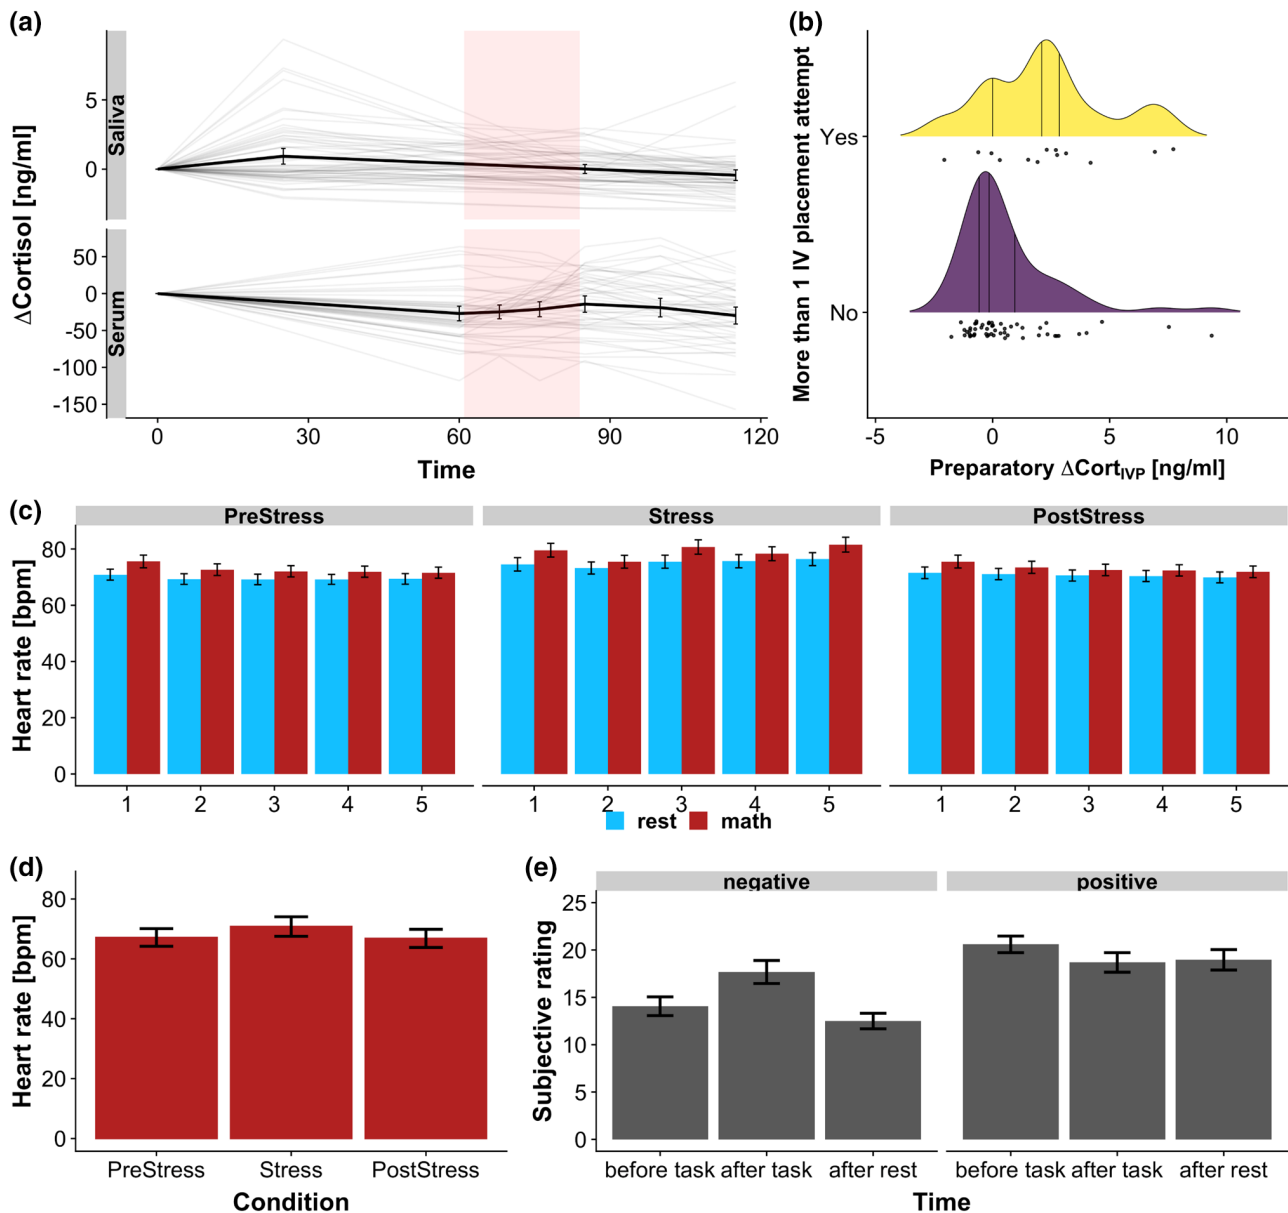 (a)
Saliva
Serum
ΔCortisol [ng/ml]
5
0
50
0
-50
-100
-150
0
30
60
90
120
Time
(b)
More than 1 IV placement attempt
Yes
No
-5
0
5
10
Preparatory ΔCortIVP [ng/ml]
(c)
PreStress
Stress
PostStress
Heart rate [bpm]
80
60
40
20
0
1 2 3 4 5
1 2 3 4 5
1 2 3 4 5
rest math
(d)
Heart rate [bpm]
80
60
40
20
0
PreStress
Stress
PostStress
Condition
(e)
negative
positive
Subjective rating
25
20
15
10
5
0
before task
after task
after rest
before task
after task
after rest
Time